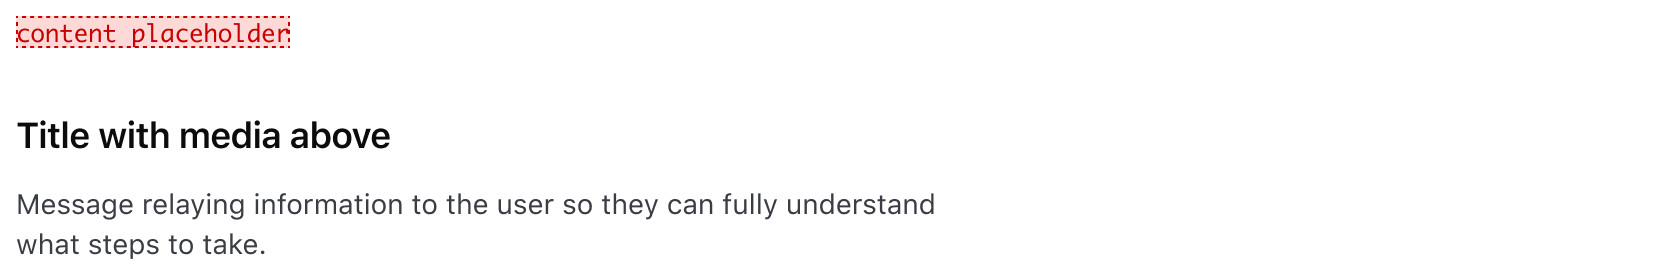 content placeholder
Title with media above
Message relaying information to the user so they can fully understand
what steps to take.